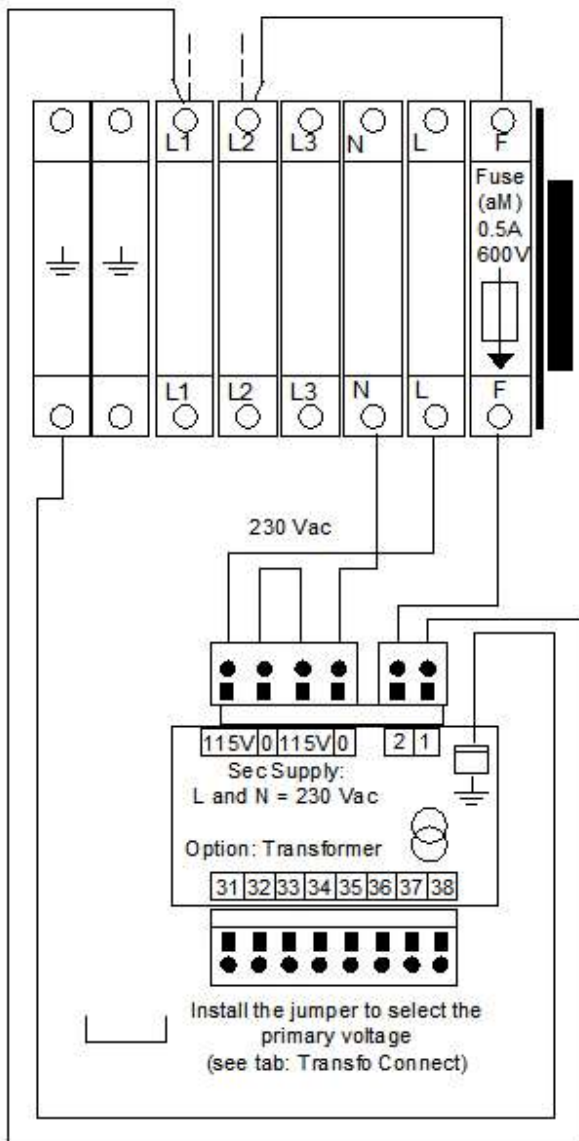 L1 L2 L3 N L F
Fuse
(aM)
0.5A
600V
L1 L2 L3 N L F
230 Vac
115V 0 115V 0 2 1
Sec Supply:
L and N = 230 Vac
Option: Transformer
31 32 33 34 35 36 37 38
Install the jumper to select the
primary voltage
(see tab: Transfo Connect)